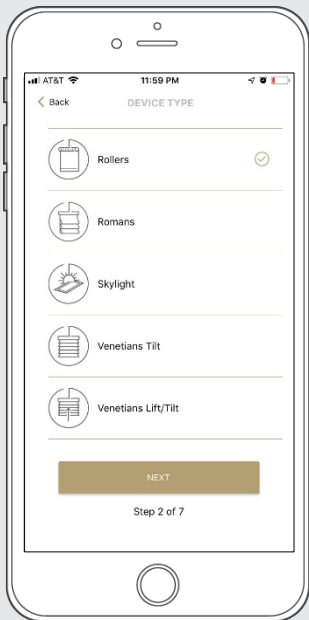 AT&T 11:59 PM
Back DEVICE TYPE
Rollers
Romans
Skylight
Venetians Tilt
Venetians Lift/Tilt
NEXT
Step 2 of 7